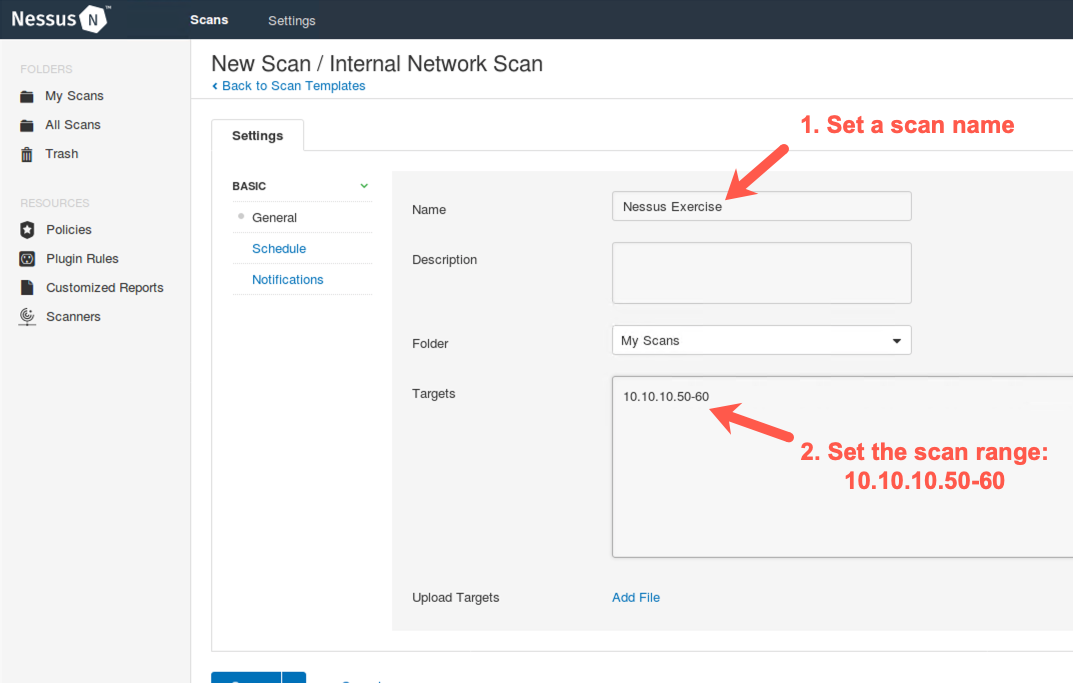 Nessus N ™ Scans Settings
New Scan / Internal Network Scan
Back to Scan Templates
FOLDERS
My Scans
All Scans
Trash
RESOURCES
Policies
Plugin Rules
Customized Reports
Scanners
Settings
BASIC
General
Schedule
Notifications
1. Set a scan name
Name
Nessus Exercise
Description
Folder
My Scans
Targets
10.10.10.50-60
2. Set the scan range:
10.10.10.50-60
Upload Targets
Add File